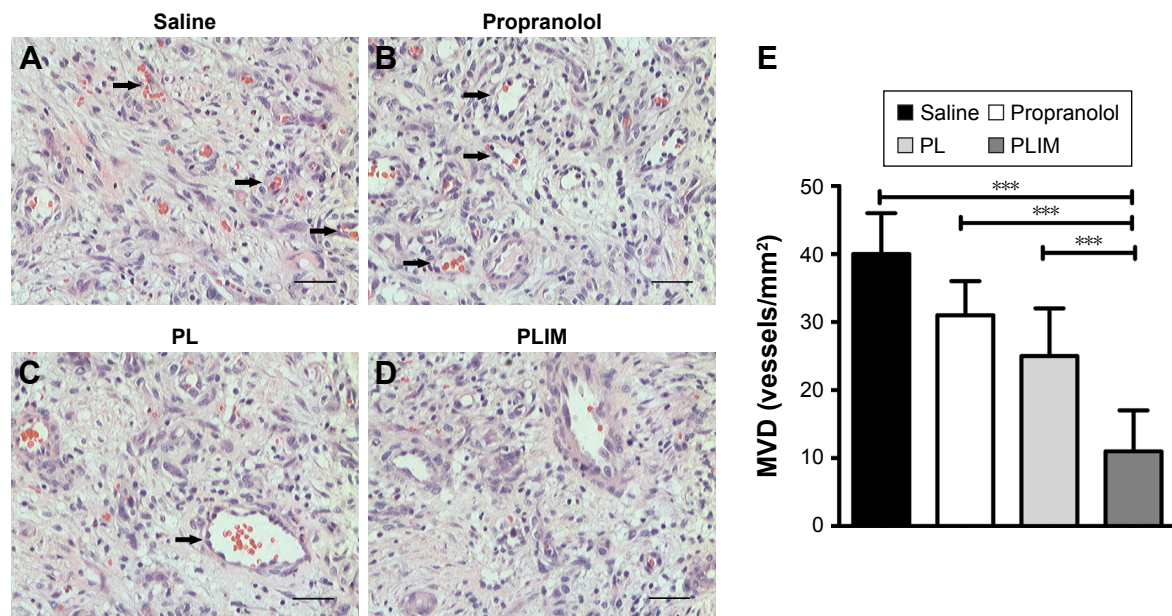 Saline
Propranolol
A
B
PL
PLIM
C
D
E
Saline
Propranolol
PL
PLIM
MVD (vessels/mm²)
50
40
30
20
10
0
***
***
***